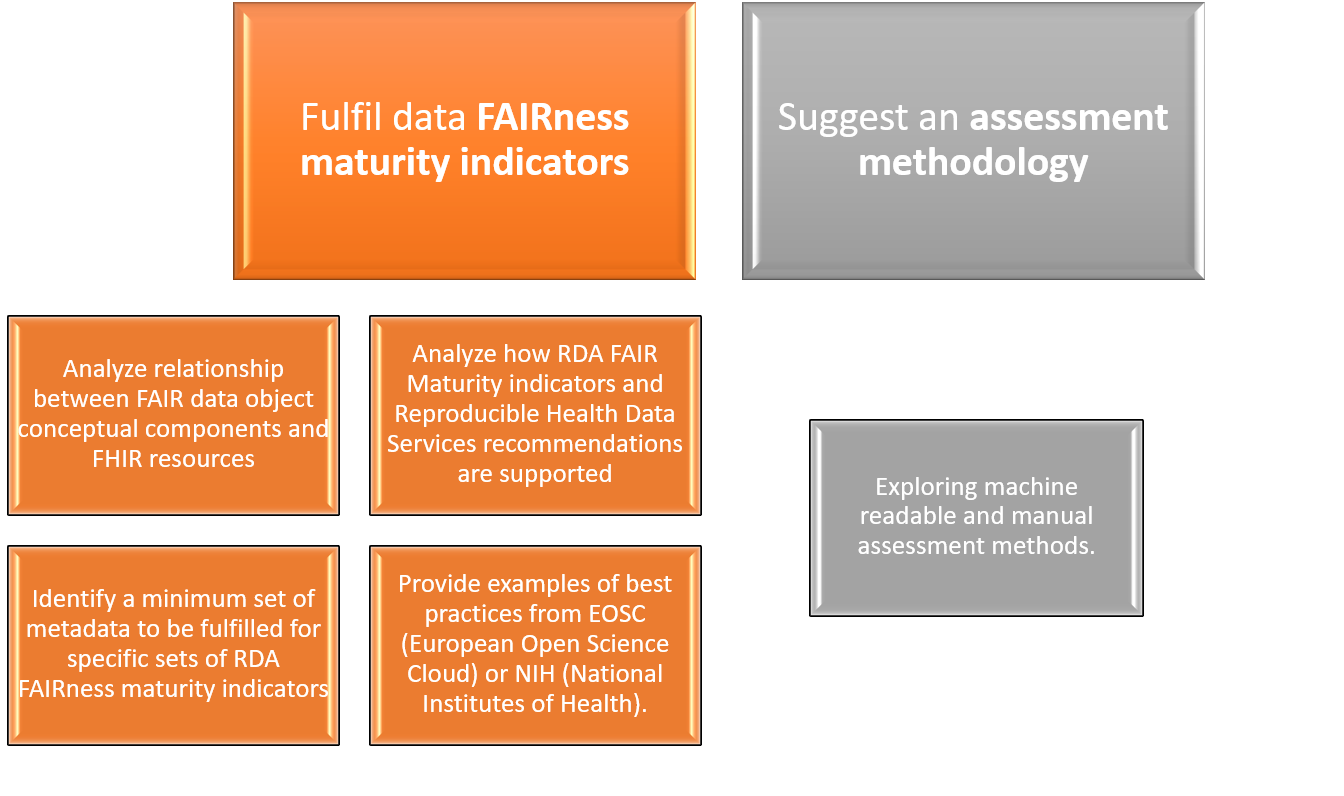 Fulfil data FAIRness
maturity indicators
Suggest an assessment
methodology
Analyze relationship
between FAIR data object
conceptual components and
FHIR resources
Analyze how RDA FAIR
Maturity indicators and
Reproducible Health Data
Services recommendations
are supported
Exploring machine
readable and manual
assessment methods.
Identify a minimum set of
metadata to be fulfilled for
specific sets of RDA
FAIRness maturity indicators
Provide examples of best
practices from EOSC
(European Open Science
Cloud) or NIH (National
Institutes of Health).